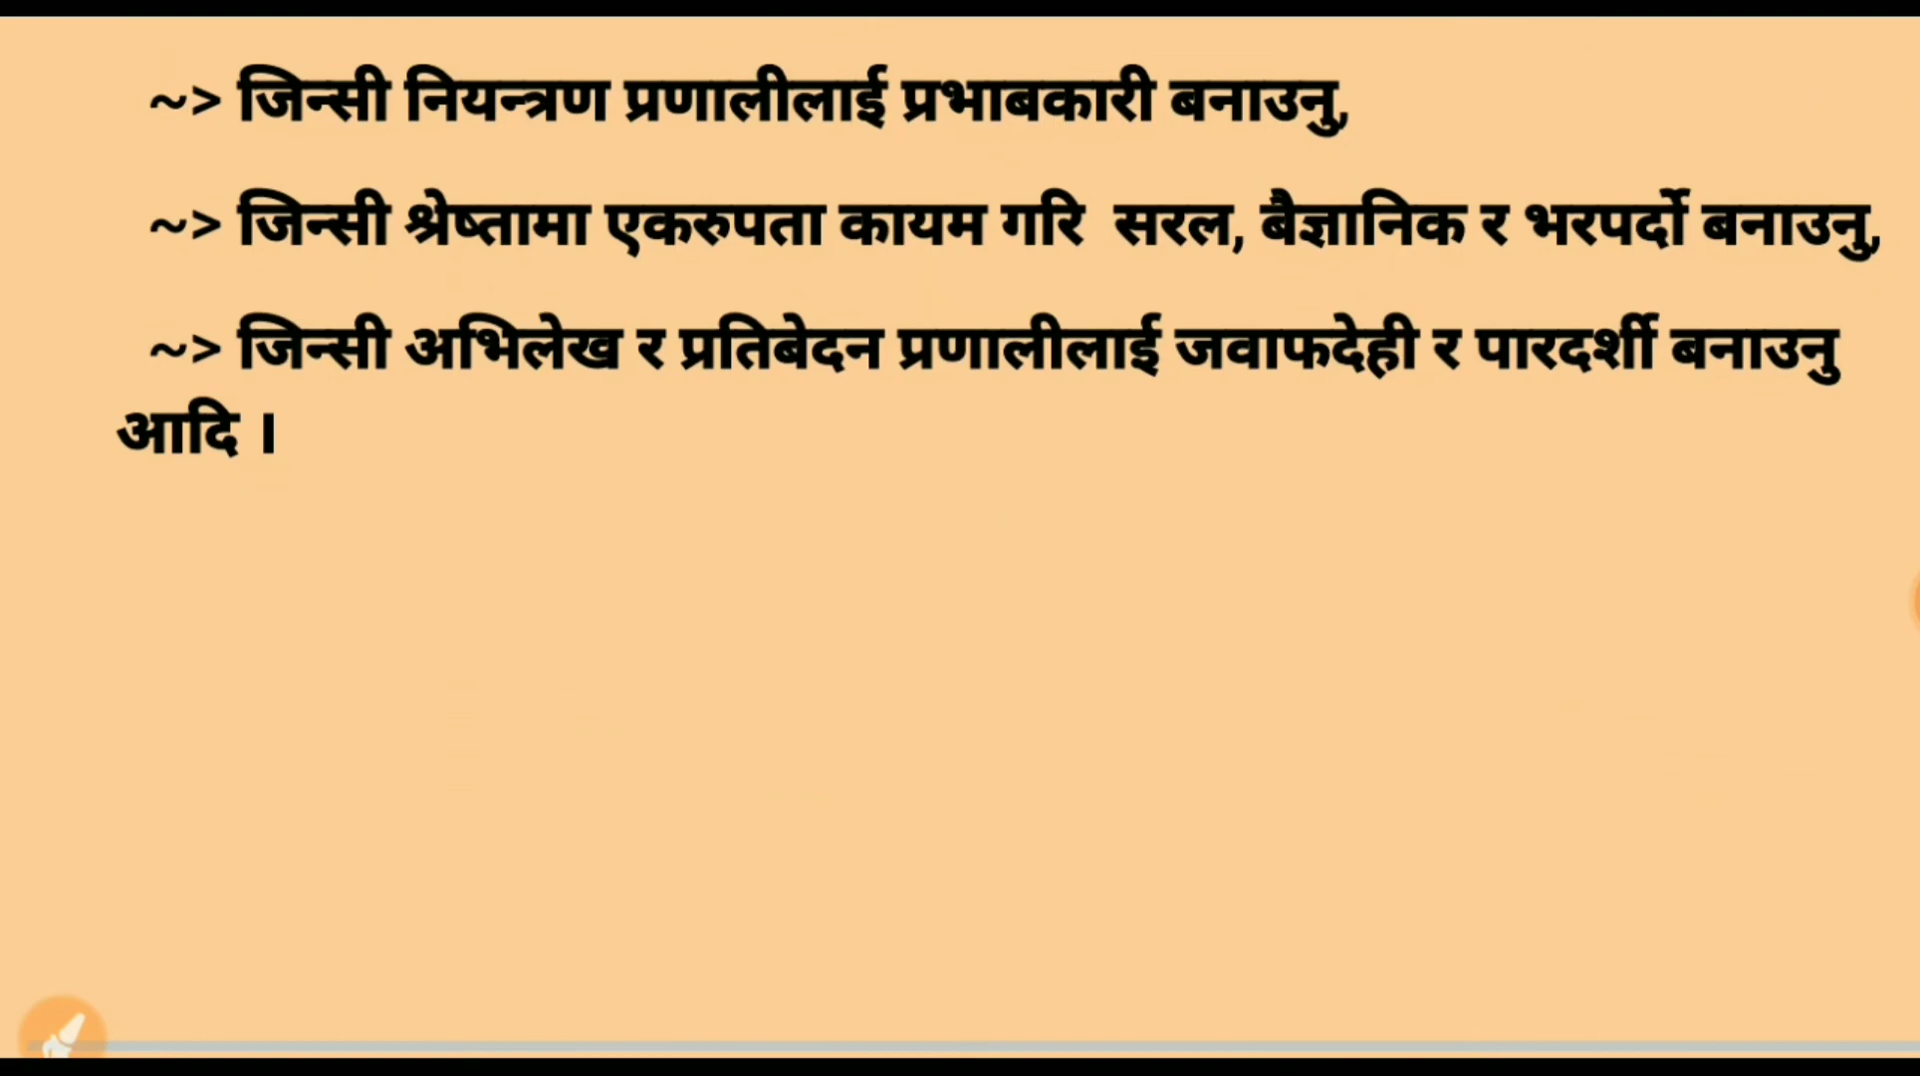 ~> जिन्सी नियन्त्रण प्रणालीलाई प्रभाबकारी बनाउनु,
~> जिन्सी श्रेष्तामा एकरुपता कायम गरि सरल, बैज्ञानिक र भरपर्दो बनाउनु,
~> जिन्सी अभिलेख र प्रतिबेदन प्रणालीलाई जवाफदेही र पारदर्शी बनाउनु
आदि ।